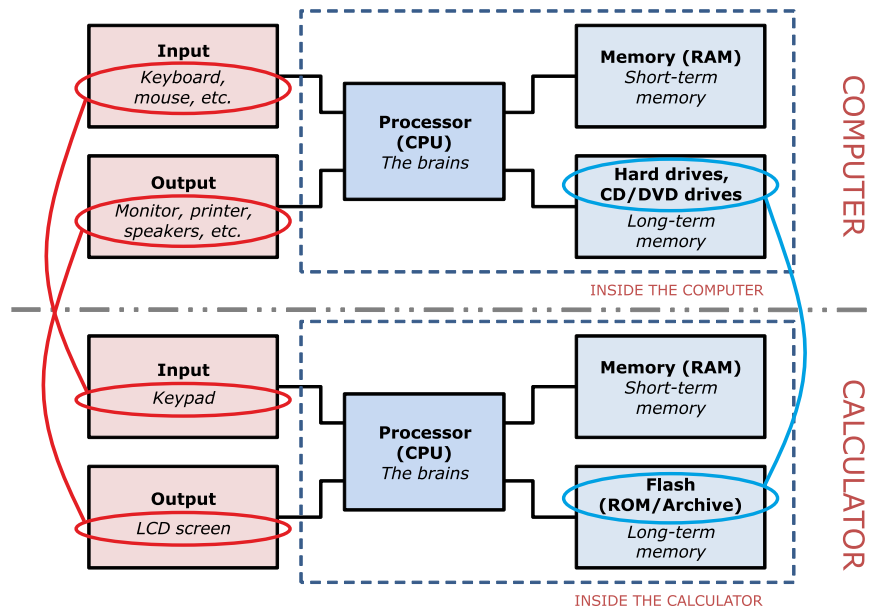 Input
Keyboard,
mouse, etc.
Output
Monitor, printer,
speakers, etc.
Processor
(CPU)
The brains
Memory (RAM)
Short-term
memory
Hard drives,
CD/DVD drives
Long-term
memory
INSIDE THE COMPUTER
COMPUTER
Input
Keypad
Output
LCD screen
Processor
(CPU)
The brains
Memory (RAM)
Short-term
memory
Flash
(ROM/Archive)
Long-term
memory
INSIDE THE CALCULATOR
CALCULATOR